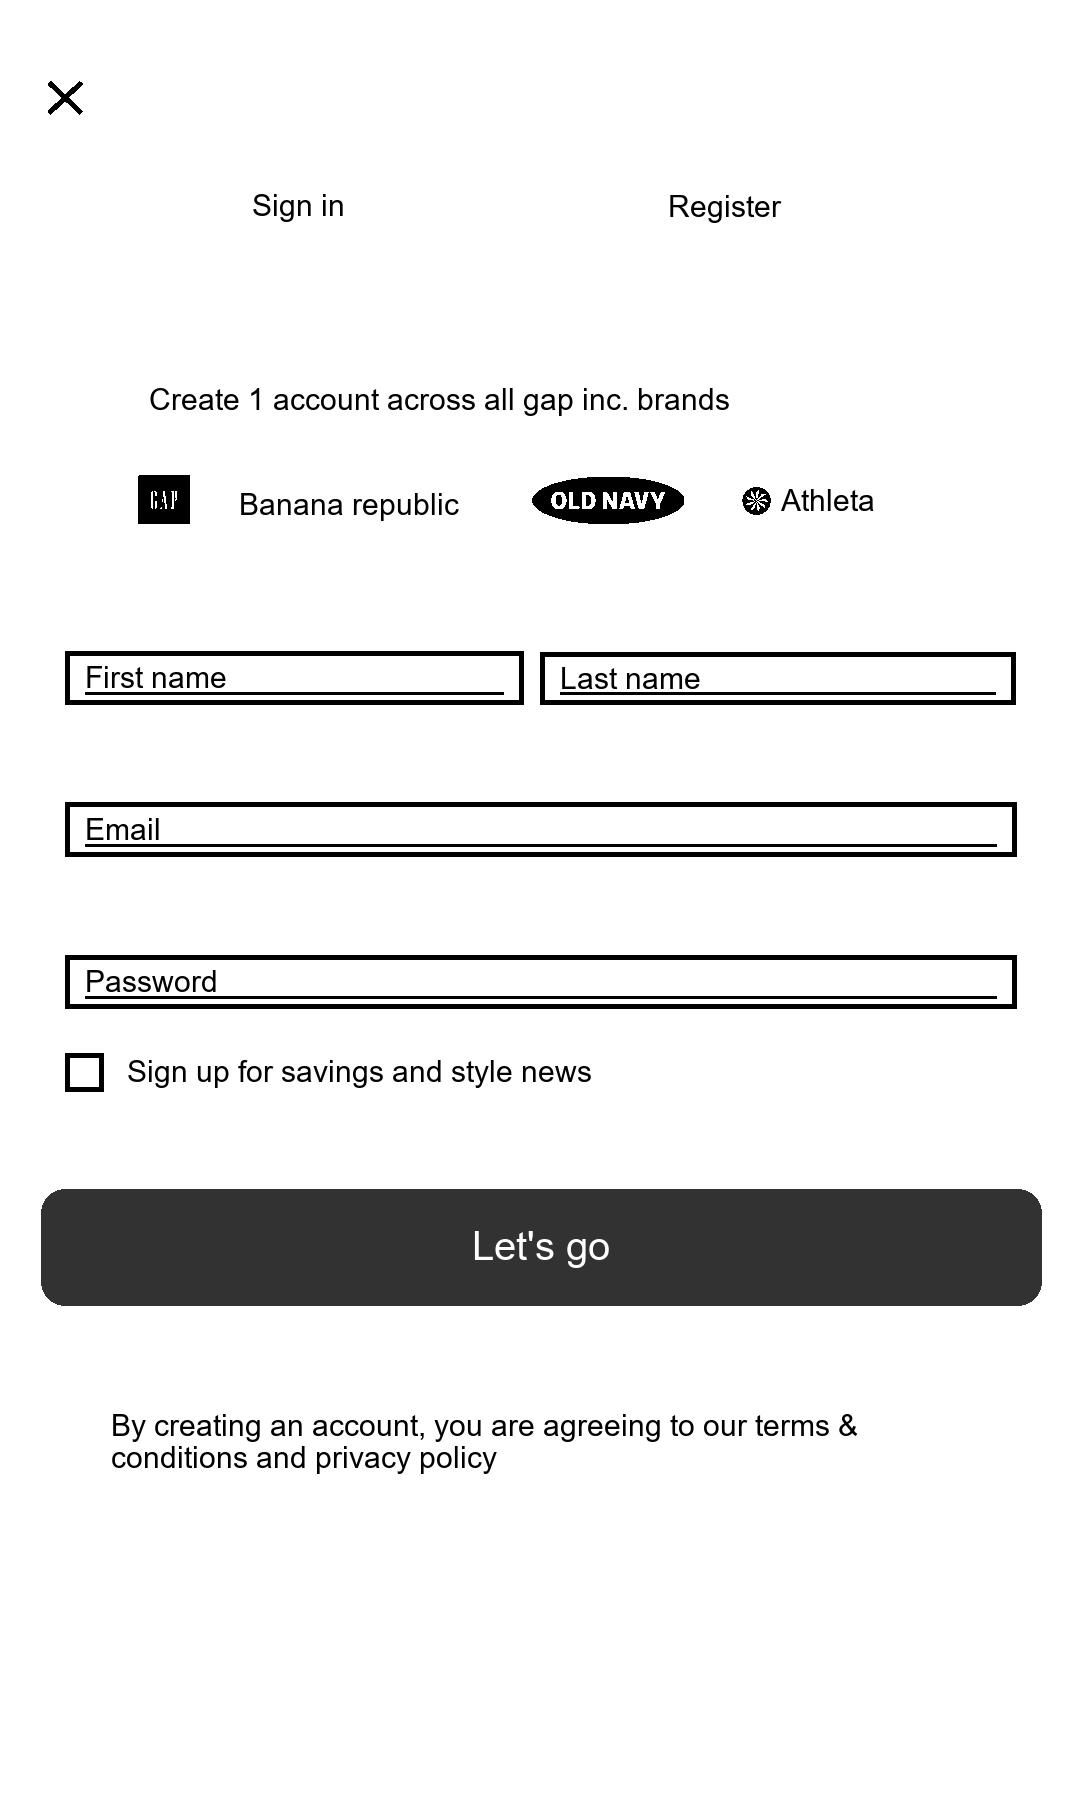 Sign in
Register
Create 1 account across all gap inc. brands
GAP
Banana republic
OLD NAVY
Athleta
First name
Last name
Email
Password
Sign up for savings and style news
Let's go
By creating an account, you are agreeing to our terms &
conditions and privacy policy